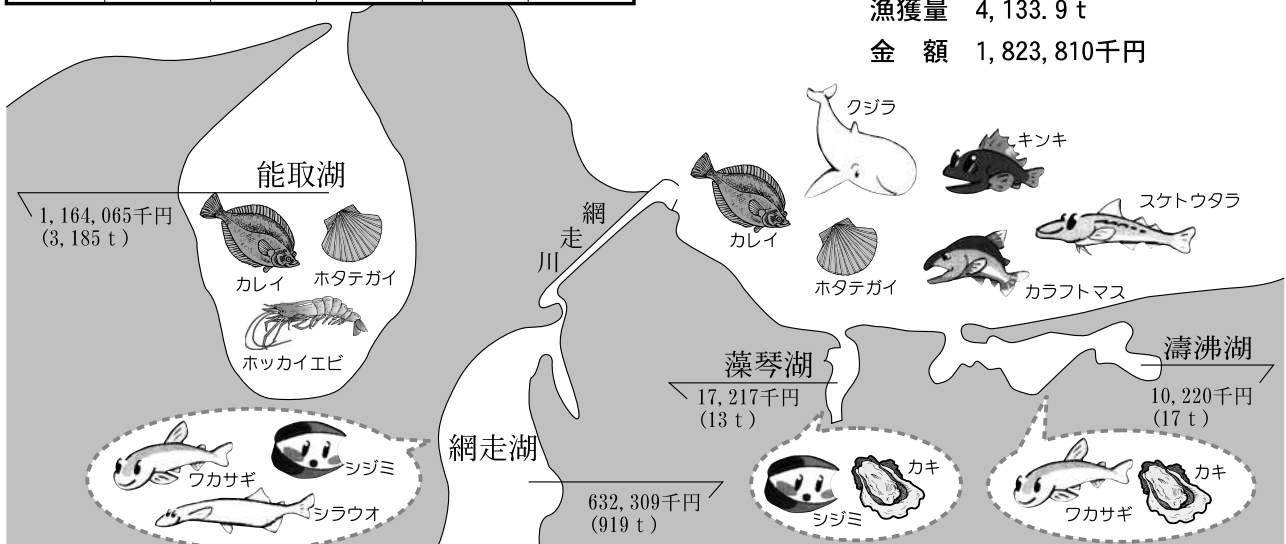 漁獲量 4,133.9ｔ
金　額 1,823,810千円
クジラ
キンキ
スケトウタラ
カレイ
ホタテガイ
カラフトマス
能取湖
1,164,065千円
(3,185ｔ)
カレイ
ホタテガイ
ホッカイエビ
網走川
藻琴湖
17,217千円
(13ｔ)
濤沸湖
10,220千円
(17ｔ)
網走湖
632,309千円
(919ｔ)
ワカサギ
シジミ
シラウオ
シジミ
カキ
ワカサギ
カキ